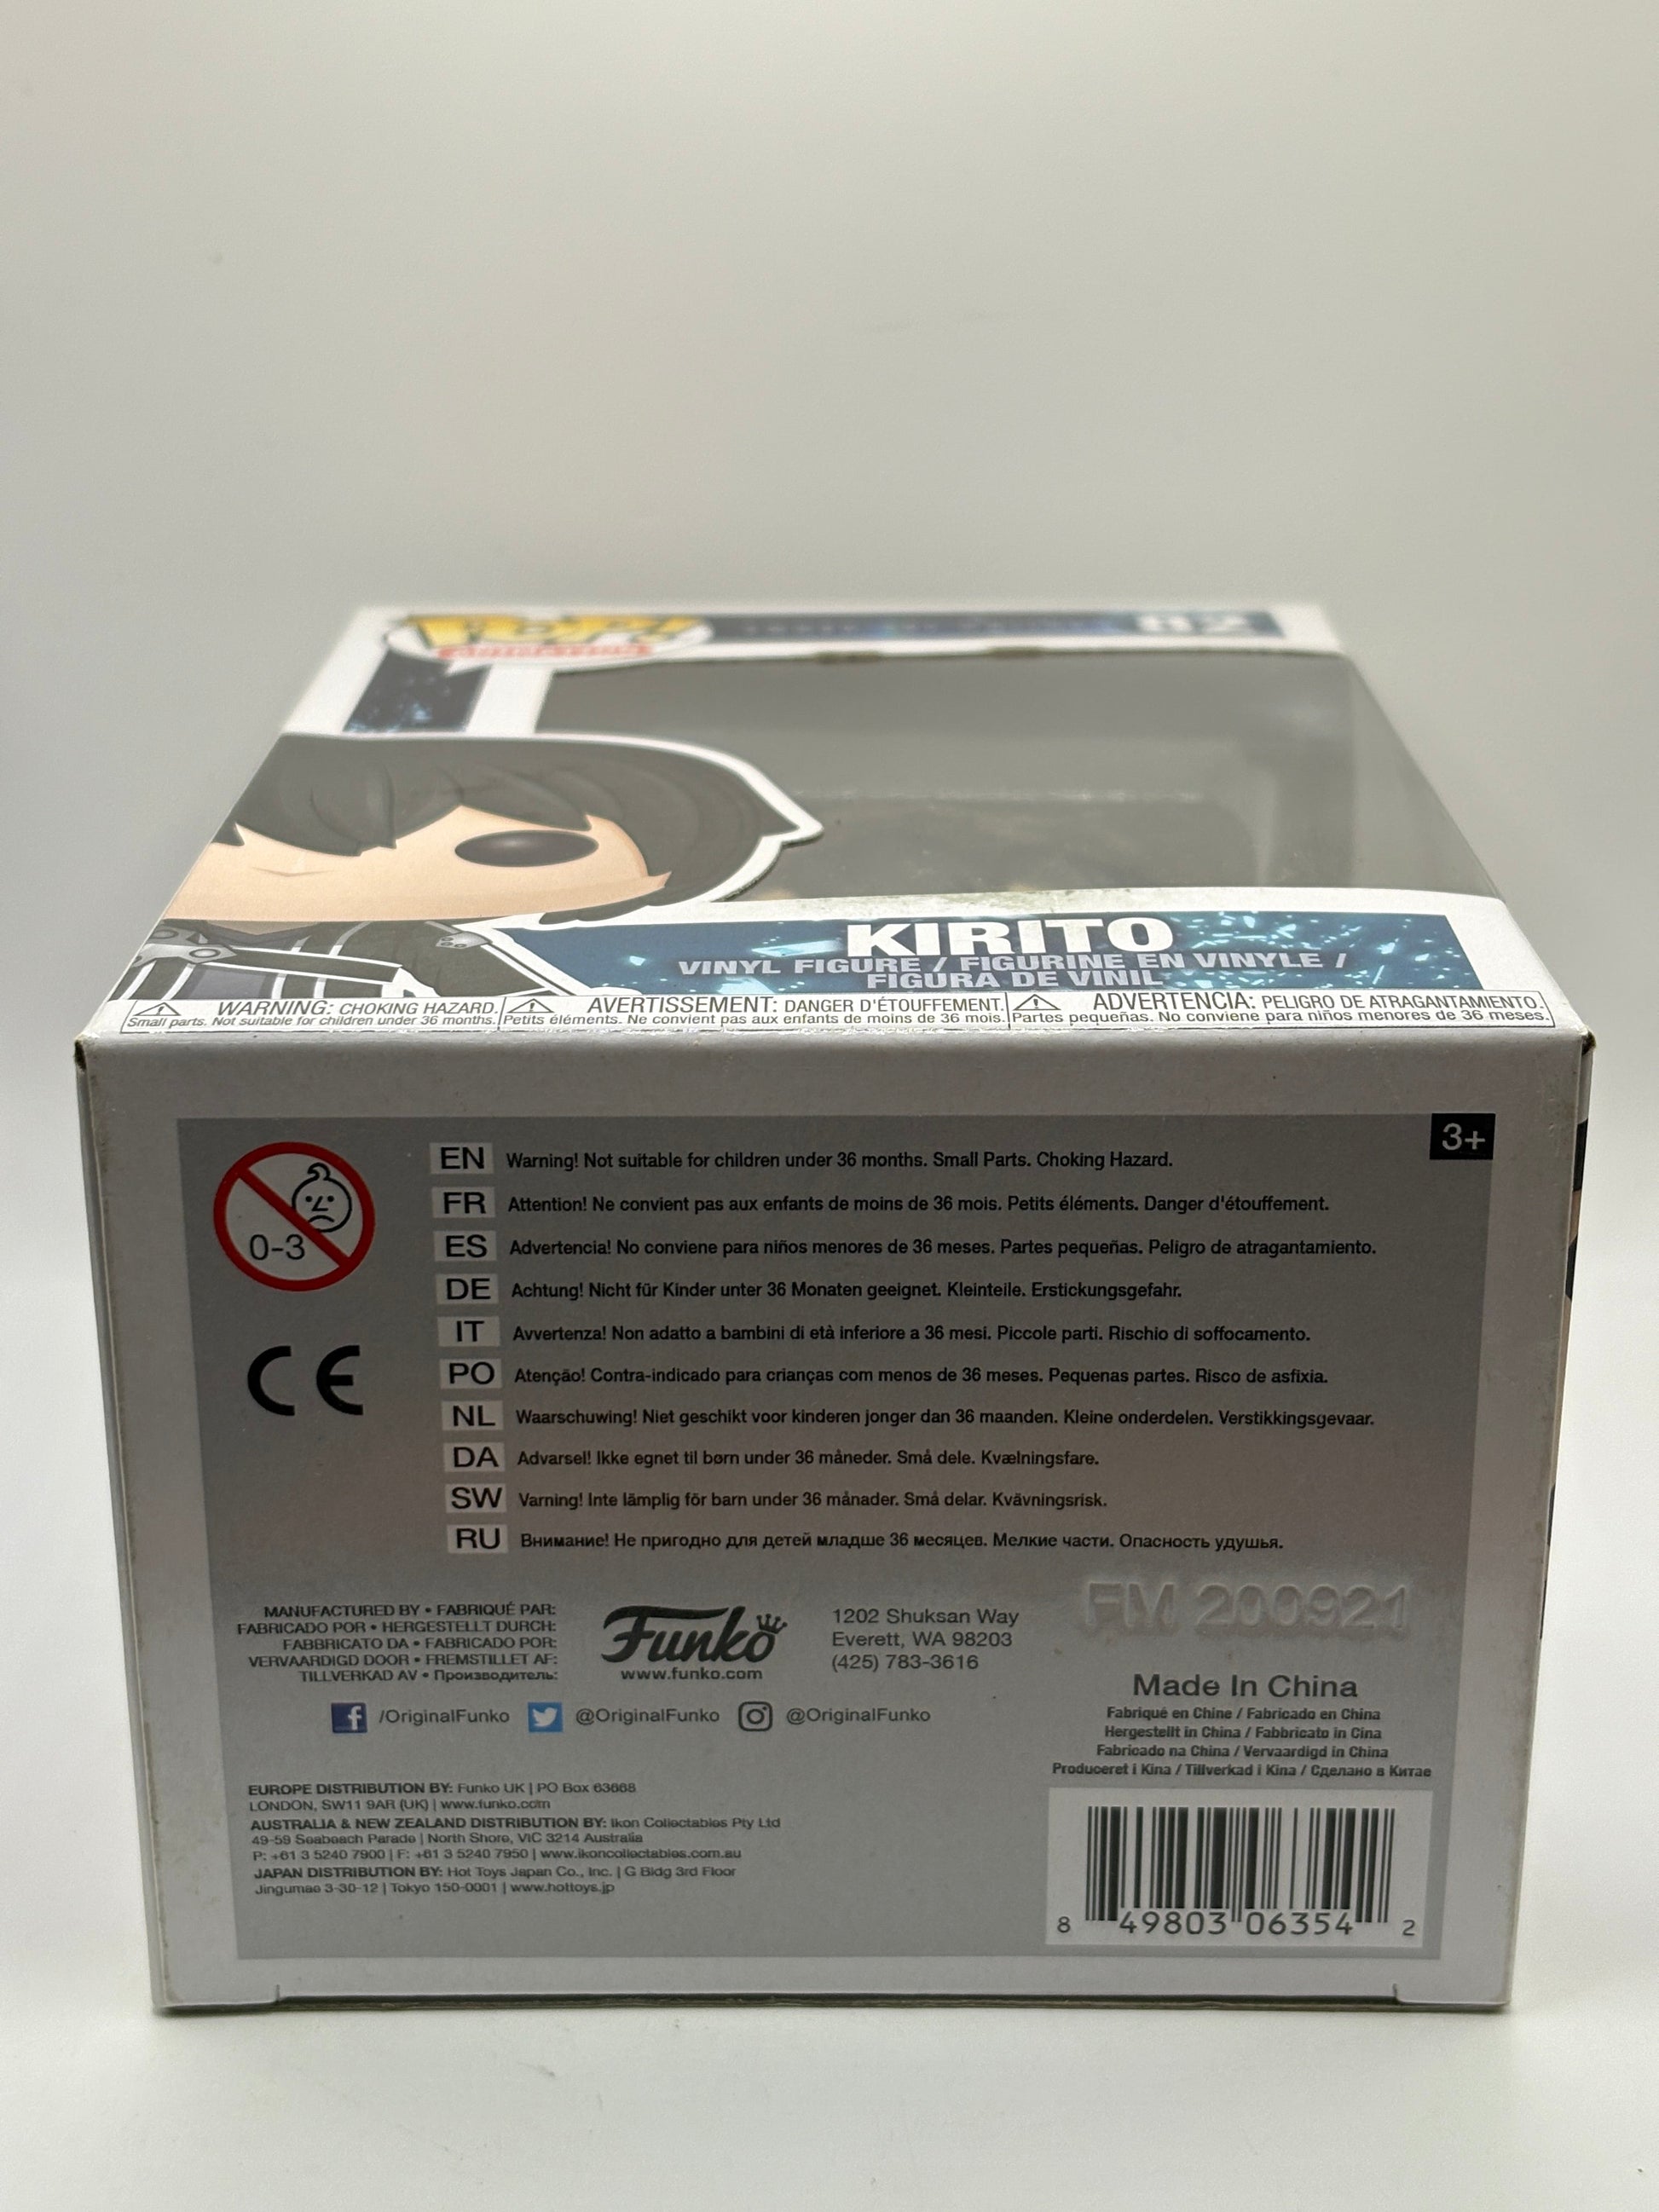 POP!
82
KIRITO
VINYL FIGURE / FIGURINE EN VINYLE /
FIGURA DE VINIL
WARNING: CHOKING HAZARD.
Small parts. Not suitable for children under 36 months.
AVERTISSEMENT: DANGER D'ÉTOUFFEMENT.
Petits éléments. Ne convient pas aux enfants de moins de 36 mois.
ADVERTENCIA: PELIGRO DE ATRAGANTAMIENTO.
Partes pequeñas. No conviene para niños menores de 36 meses.
3+
0-3
CE
EN Warning! Not suitable for children under 36 months. Small Parts. Choking Hazard.
FR Attention! Ne convient pas aux enfants de moins de 36 mois. Petits éléments. Danger d'étouffement.
ES Advertencia! No conviene para niños menores de 36 meses. Partes pequeñas. Peligro de atragantamiento.
DE Achtung! Nicht für Kinder unter 36 Monaten geeignet. Kleinteile. Erstickungsgefahr.
IT Avvertenza! Non adatto a bambini di età inferiore a 36 mesi. Piccole parti. Rischio di soffocamento.
PO Atenção! Contra-indicado para crianças com menos de 36 meses. Pequenas partes. Risco de asfixia.
NL Waarschuwing! Niet geschikt voor kinderen jonger dan 36 maanden. Kleine onderdelen. Verstikkingsgevaar.
DA Advarsel! Ikke egnet til børn under 36 måneder. Små dele. Kvælningsfare.
SW Varning! Inte lämplig för barn under 36 månader. Små delar. Kvävningsrisk.
RU Внимание! Не пригодно для детей младше 36 месяцев. Мелкие части. Опасность удушья.
MANUFACTURED BY • FABRIQUÉ PAR:
FABRICADO POR • HERGESTELLT DURCH:
FABBRICATO DA • FABRICADO POR:
VERVAARDIGD DOOR • FREMSTILLET AF:
TILLVERKAD AV • Производитель:
Funko
www.funko.com
1202 Shuksan Way
Everett, WA 98203
(425) 783-3616
/OriginalFunko @OriginalFunko @OriginalFunko
FM 200921
Made In China
Fabriqué en Chine / Fabricado en China
Hergestellt in China / Fabbricato in Cina
Fabricado na China / Vervaardigd in China
Produceret i Kina / Tillverkad i Kina / Сделано в Китае
EUROPE DISTRIBUTION BY: Funko UK | PO Box 63668
LONDON, SW11 9AR (UK) | www.funko.com
AUSTRALIA & NEW ZEALAND DISTRIBUTION BY: Ikon Collectables Pty Ltd
49-59 Seabeach Parade | North Shore, VIC 3214 Australia
P: +61 3 5240 7900 | F: +61 3 5240 7950 | www.ikoncollectables.com.au
JAPAN DISTRIBUTION BY: Hot Toys Japan Co., Inc. | G Bldg 3rd Floor
Jingumae 3-30-12 | Tokyo 150-0001 | www.hottoys.jp
8 49803 06354 2